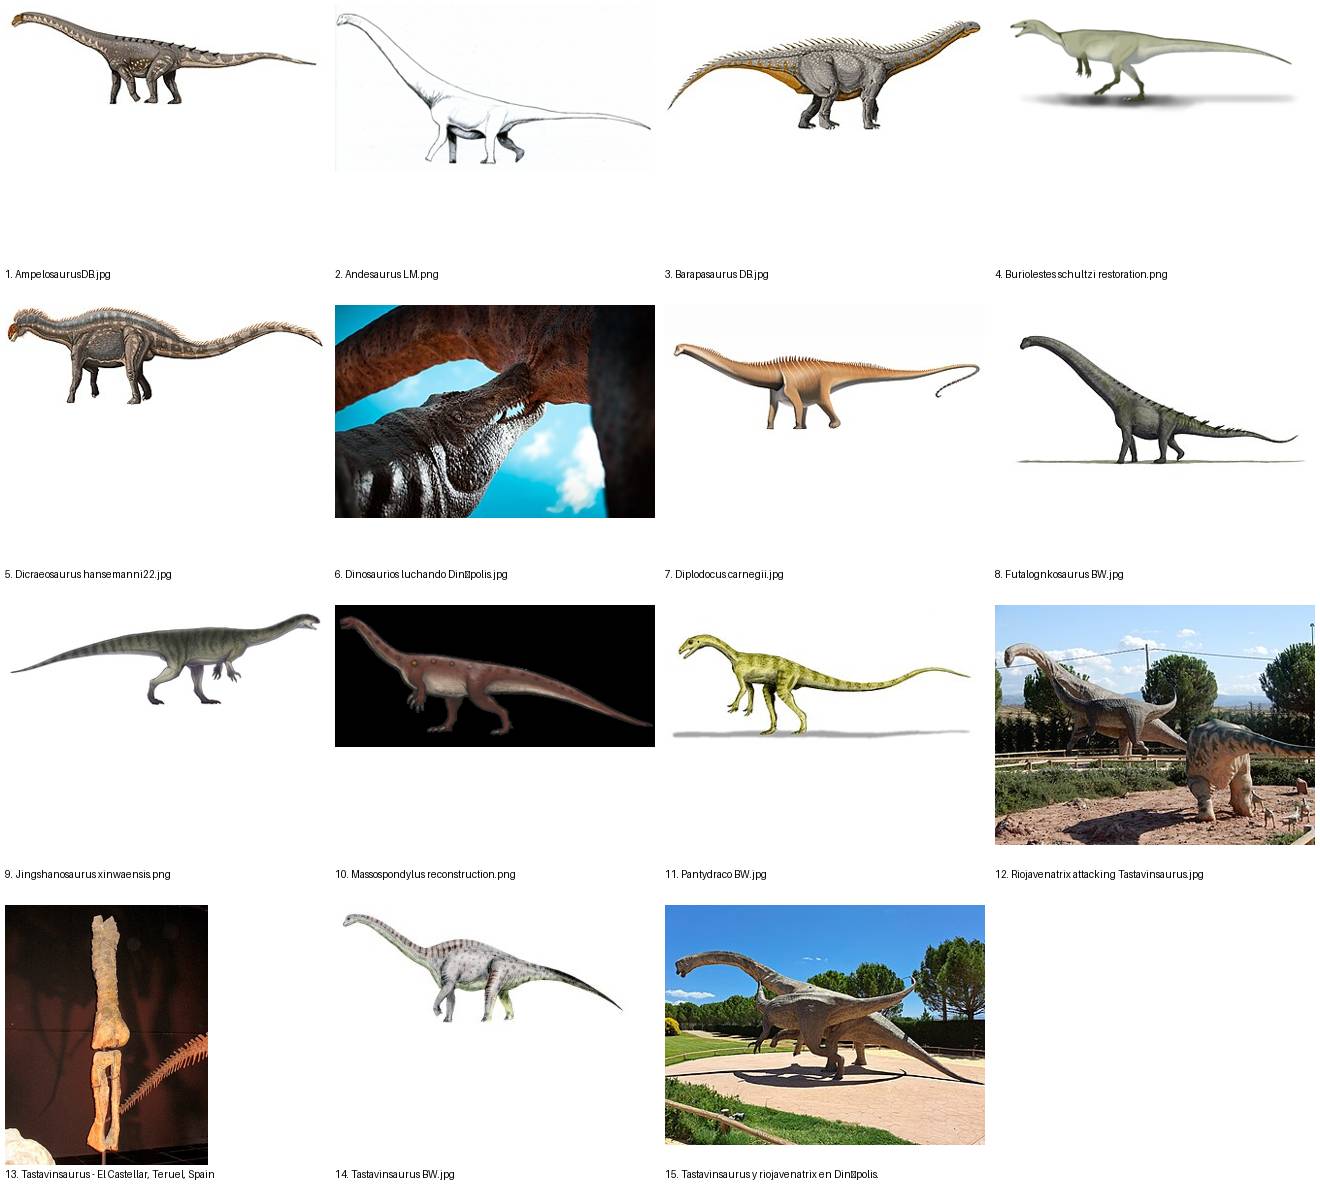 1. AmpelosaurusDB.jpg
2. Andesaurus LM.png
3. Barapasaurus DB.jpg
4. Buriolestes schultzi restoration.png
5. Dicraeosaurus hansemanni22.jpg
6. Dinosaurios luchando Din▯polis.jpg
7. Diplodocus carnegii.jpg
8. Futalognkosaurus BW.jpg
9. Jingshanosaurus xinwaensis.png
10. Massospondylus reconstruction.png
11. Pantydraco BW.jpg
12. Riojavenatrix attacking Tastavinsaurus.jpg
13. Tastavinsaurus - El Castellar, Teruel, Spain
14. Tastavinsaurus BW.jpg
15. Tastavinsaurus y riojavenatrix en Din▯polis.